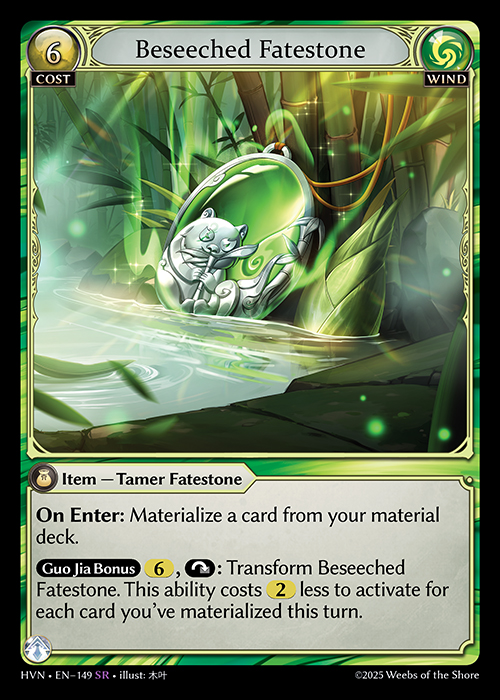 6
COST
Beseeched Fatestone
WIND
Item — Tamer Fatestone
On Enter: Materialize a card from your material
deck.
Guo Jia Bonus 6 , : Transform Beseeched
Fatestone. This ability costs 2 less to activate for
each card you've materialized this turn.
HVN • EN-149 SR • illust: 木叶
©2025 Weebs of the Shore